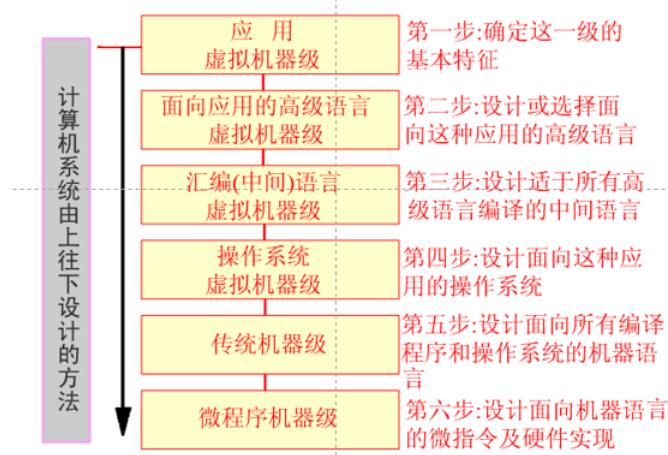 计算机系统由上往下设计的方法
应 用
虚拟机器级
第一步:确定这一级的
基本特征
面向应用的高级语言
虚拟机器级
第二步:设计或选择面
向这种应用的高级语言
汇编(中间)语言
虚拟机器级
第三步:设计适于所有高
级语言编译的中间语言
操作系统
虚拟机器级
第四步:设计面向这种应
用的操作系统
传统机器级
第五步:设计面向所有编译
程序和操作系统的机器语
言
微程序机器级
第六步:设计面向机器语言
的微指令及硬件实现